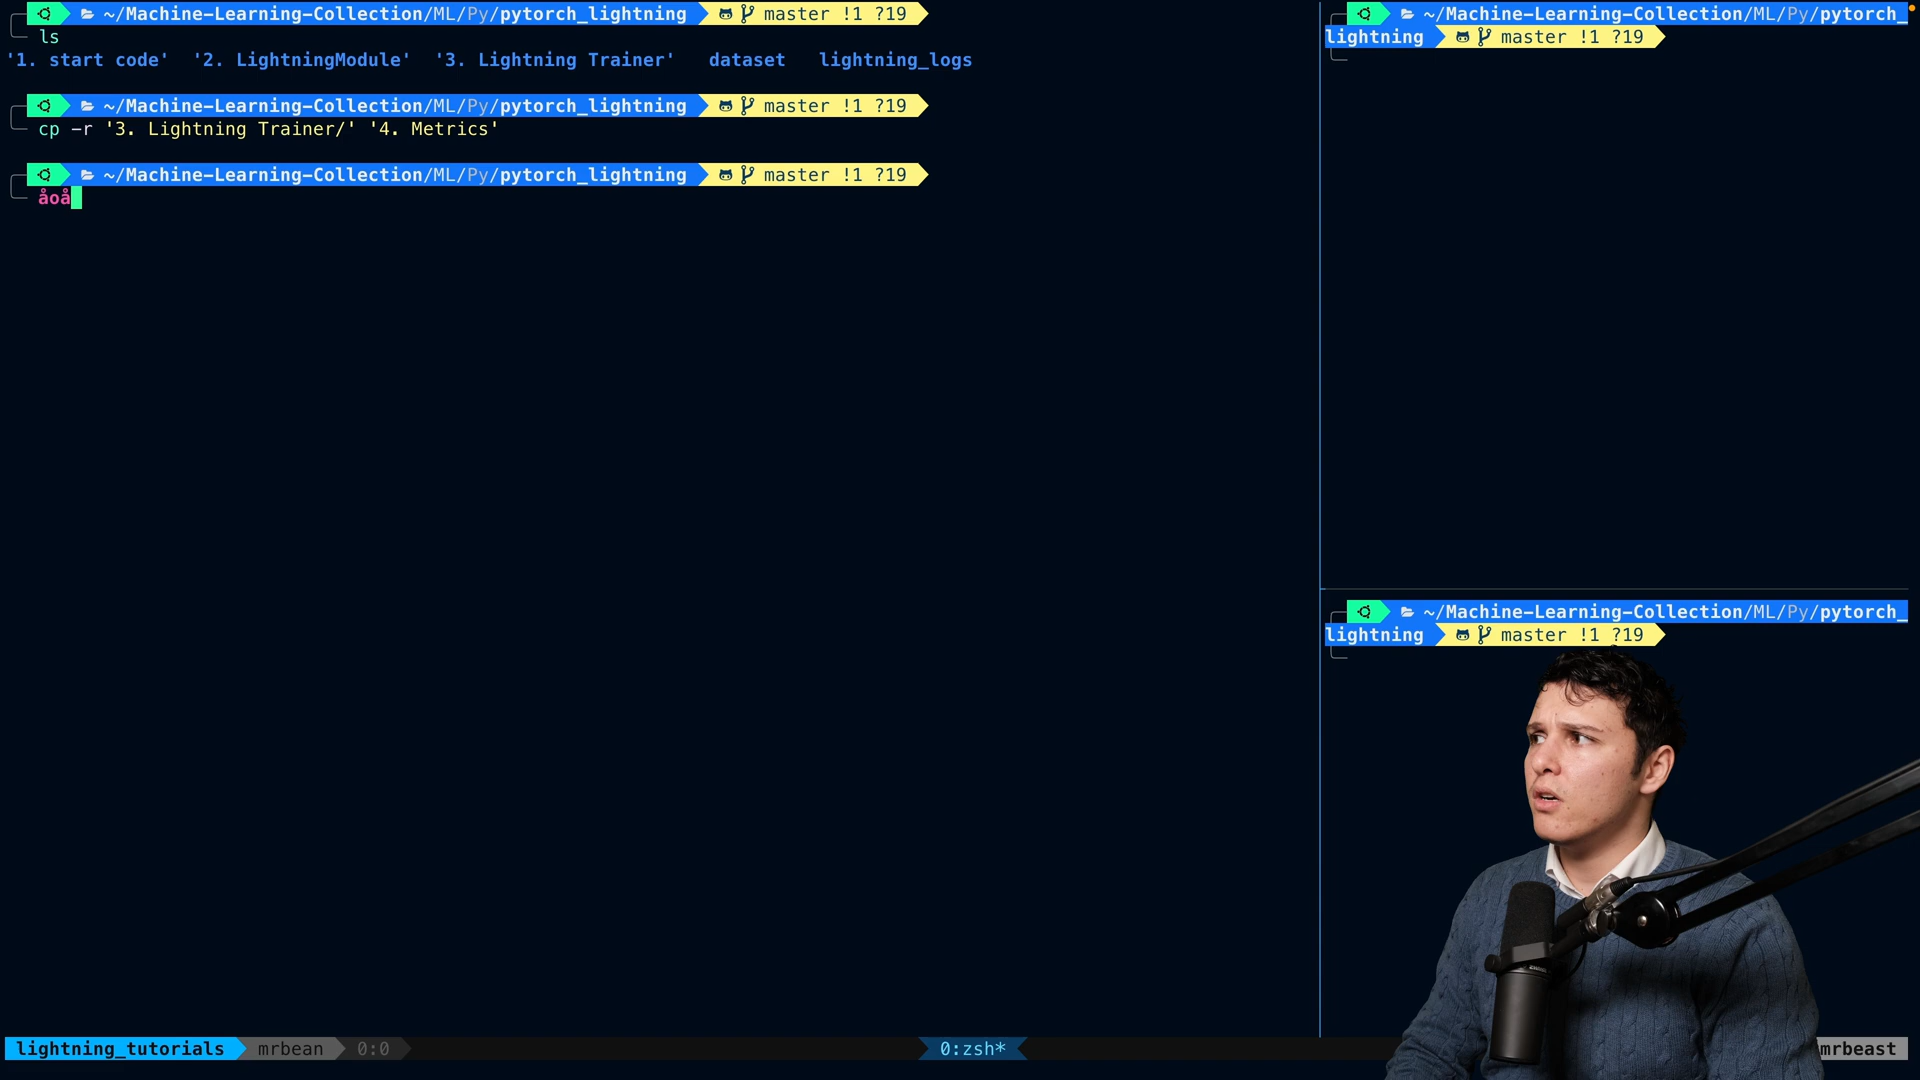 ~/Machine-Learning-Collection/ML/Py/pytorch_lightning master !1 ?19
ls
'1. start code' '2. LightningModule' '3. Lightning Trainer' dataset lightning_logs
~/Machine-Learning-Collection/ML/Py/pytorch_lightning master !1 ?19
cp -r '3. Lightning Trainer/' '4. Metrics'
~/Machine-Learning-Collection/ML/Py/pytorch_lightning master !1 ?19
åoå
~/Machine-Learning-Collection/ML/Py/pytorch_
lightning master !1 ?19
~/Machine-Learning-Collection/ML/Py/pytorch_
lightning master !1 ?19
lightning_tutorials mrbean 0:0 0:zsh* mrbeast